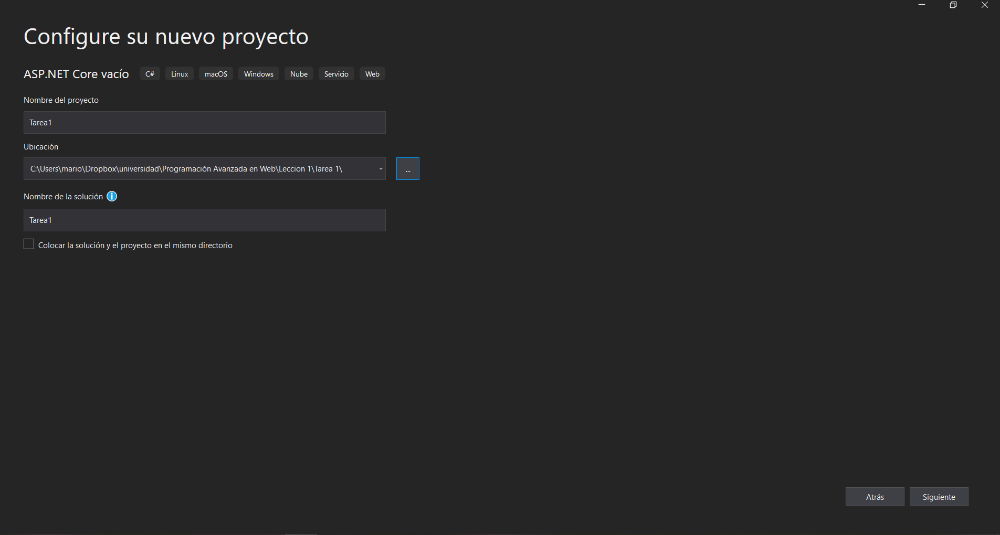 Configure su nuevo proyecto
ASP.NET Core vacío C# Linux macOS Windows Nube Servicio Web
Nombre del proyecto
Tarea1
Ubicación
C:\Users\mario\Dropbox\universidad\Programación Avanzada en Web\Leccion 1\Tarea 1\
...
Nombre de la solución
Tarea1
Colocar la solución y el proyecto en el mismo directorio
Atrás Siguiente